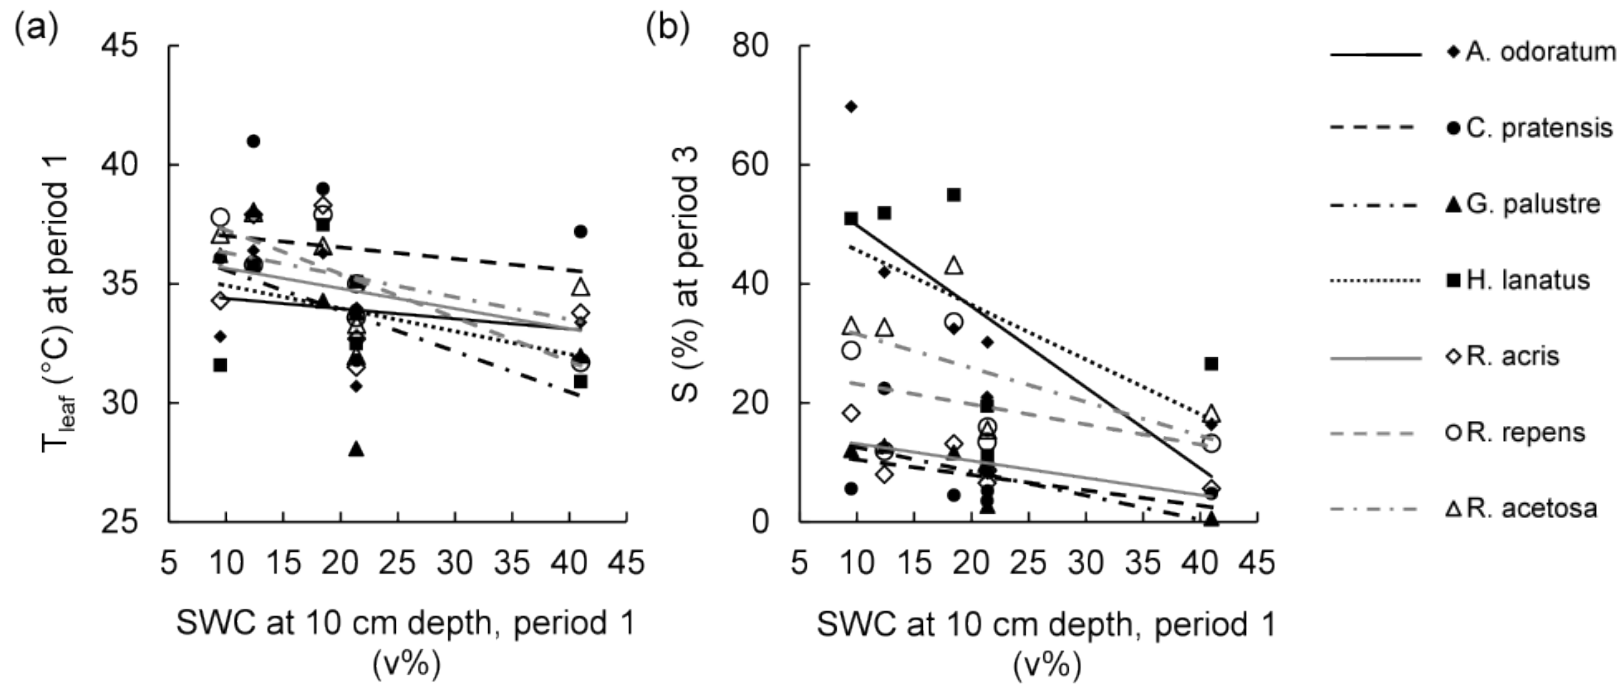 (a)
45
40
35
30
25
T_leaf (°C) at period 1
5 10 15 20 25 30 35 40 45
SWC at 10 cm depth, period 1
(v%)
(b)
80
60
40
20
0
S (%) at period 3
5 10 15 20 25 30 35 40 45
SWC at 10 cm depth, period 1
(v%)
A. odoratum
C. pratensis
G. palustre
H. lanatus
R. acris
R. repens
R. acetosa